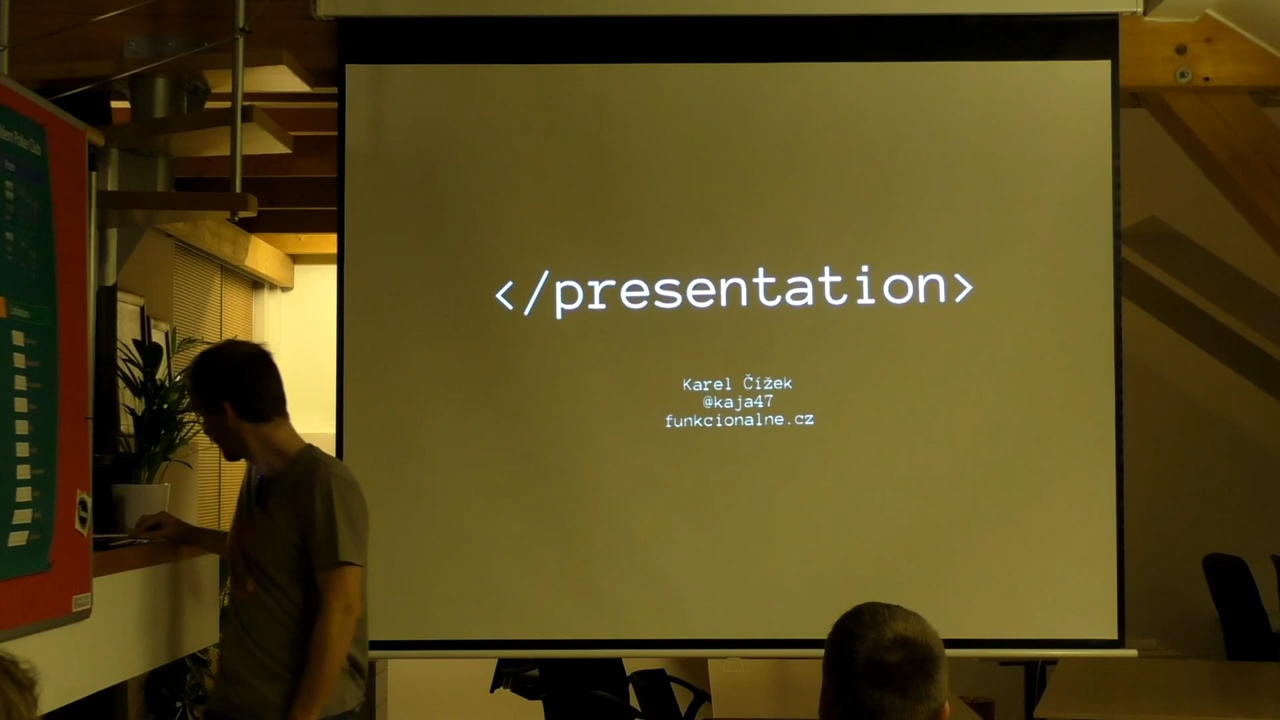 </presentation>
Karel Čížek
@kaja47
funkcionalne.cz